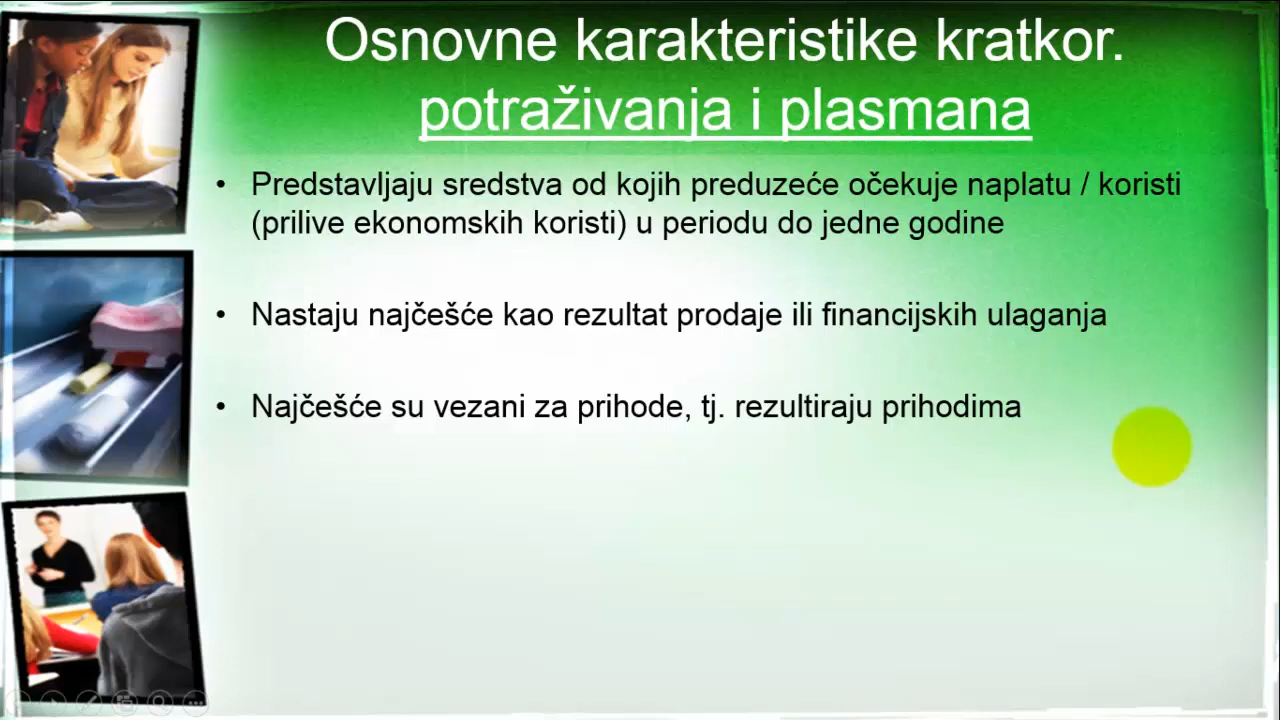 Osnovne karakteristike kratkor.
potraživanja i plasmana
• Predstavljaju sredstva od kojih preduzeće očekuje naplatu / koristi
(prilive ekonomskih koristi) u periodu do jedne godine
• Nastaju najčešće kao rezultat prodaje ili financijskih ulaganja
• Najčešće su vezani za prihode, tj. rezultiraju prihodima